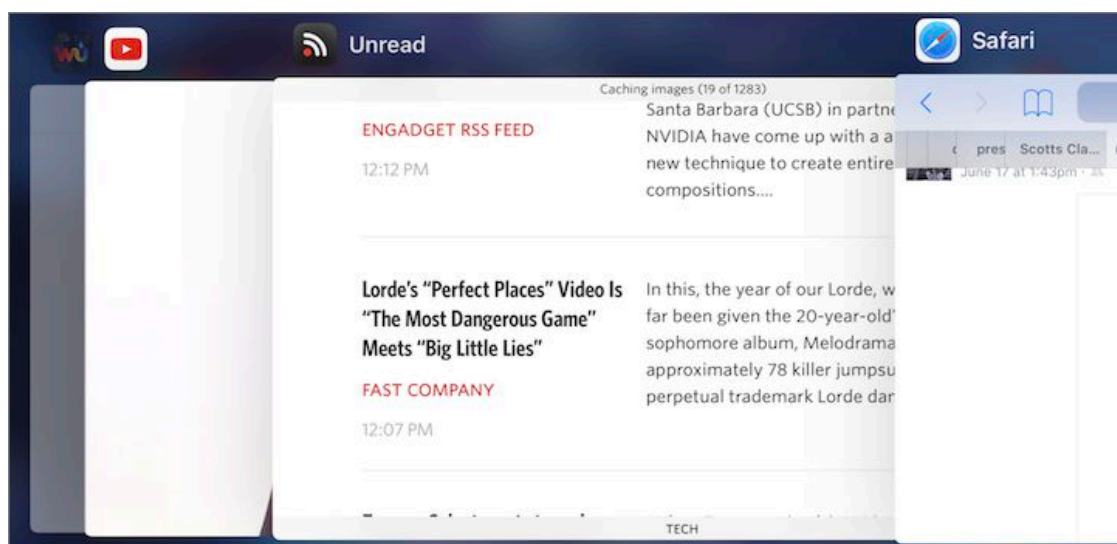 Unread
Safari
Caching images (19 of 1283)
ENGADGET RSS FEED
12:12 PM
Santa Barbara (UCSB) in partne
NVIDIA have come up with a a
new technique to create entire
compositions....
pres Scotts Cla...
June 17 at 1:43pm
Lorde's “Perfect Places” Video Is
“The Most Dangerous Game”
Meets “Big Little Lies”
FAST COMPANY
12:07 PM
In this, the year of our Lorde, w
far been given the 20-year-old'
sophomore album, Melodrama
approximately 78 killer jumpsu
perpetual trademark Lorde dan
TECH